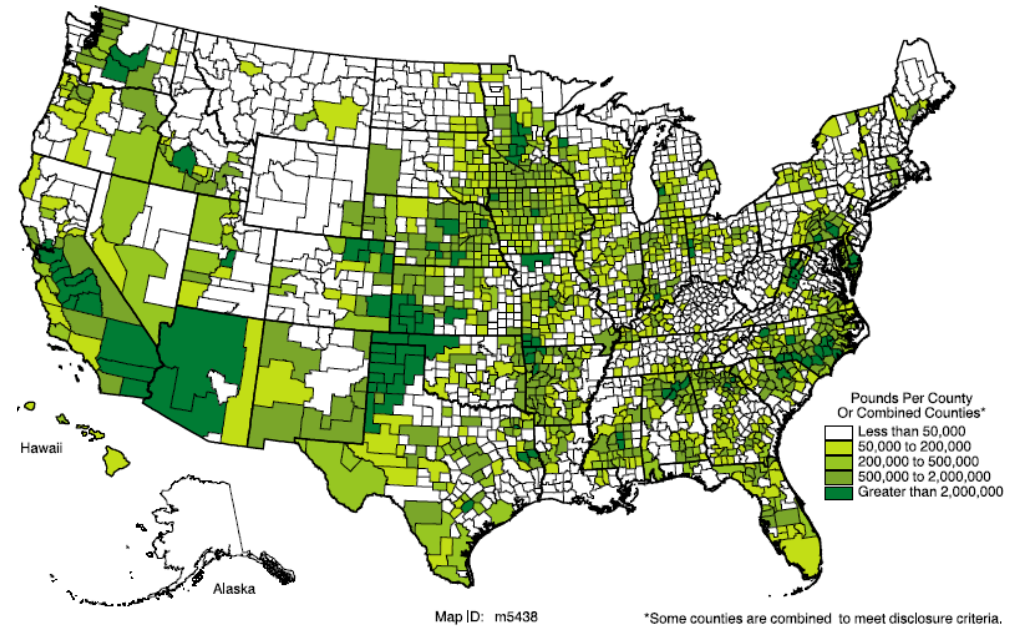 Pounds Per County
Or Combined Counties*
Less than 50,000
50,000 to 200,000
200,000 to 500,000
500,000 to 2,000,000
Greater than 2,000,000
Hawaii
Alaska
Map ID: m5438
*Some counties are combined to meet disclosure criteria.